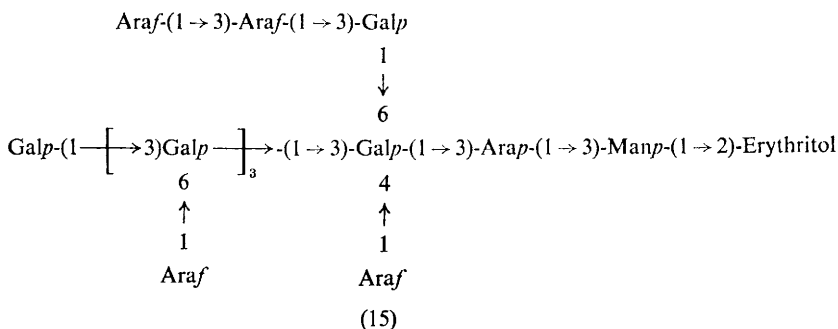 Araf-(1 → 3)-Araf-(1 → 3)-Galp
1
↓
6
Galp-(1—[→3)Galp—]₃→-(1 → 3)-Galp-(1 → 3)-Arap-(1 → 3)-Manp-(1 → 2)-Erythritol
6 4
↑ ↑
1 1
Araf Araf
(15)